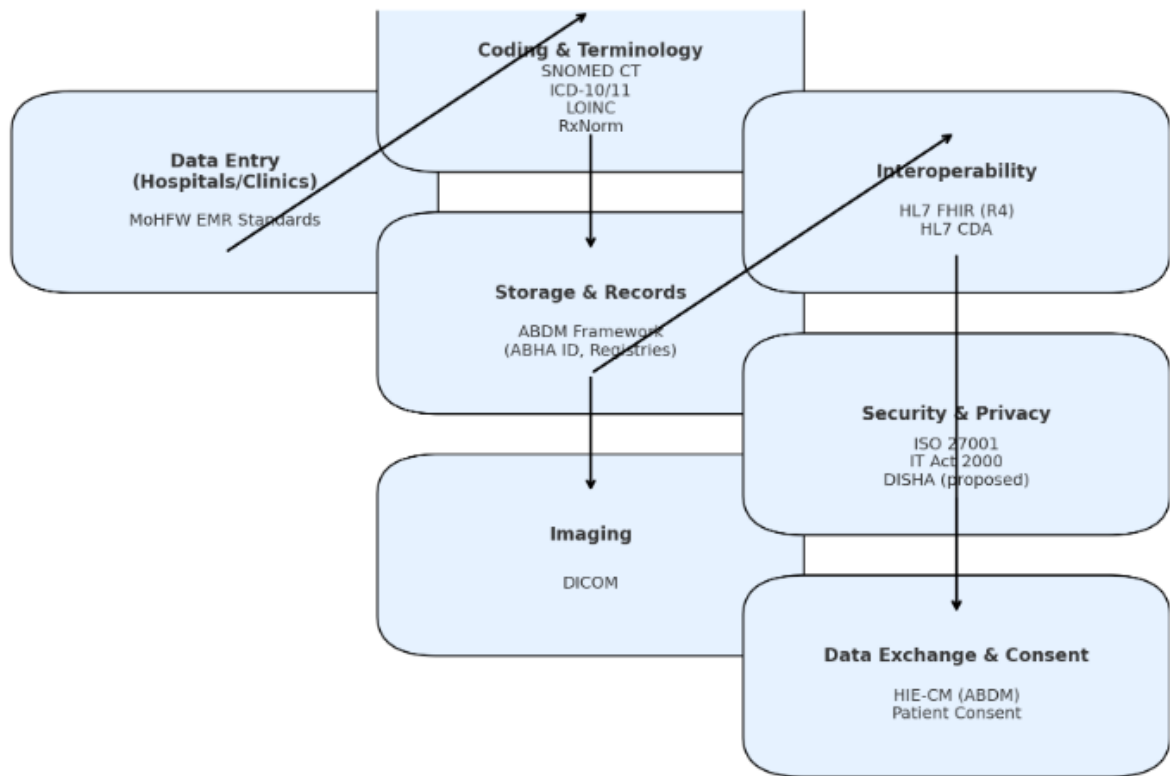 Coding & Terminology
SNOMED CT
ICD-10/11
LOINC
RxNorm
Data Entry
(Hospitals/Clinics)
MoHFW EMR Standards
Interoperability
HL7 FHIR (R4)
HL7 CDA
Storage & Records
ABDM Framework
(ABHA ID, Registries)
Security & Privacy
ISO 27001
IT Act 2000
DISHA (proposed)
Imaging
DICOM
Data Exchange & Consent
HIE-CM (ABDM)
Patient Consent